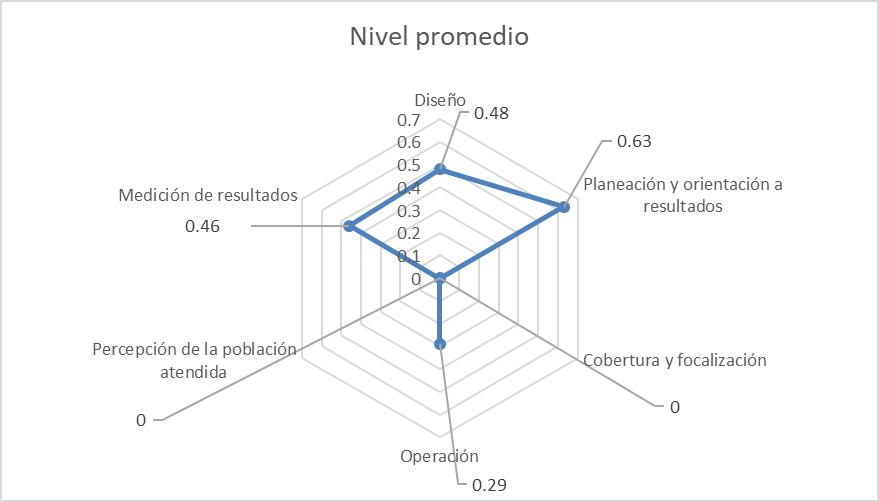 Nivel promedio
Diseño
0.48
0.7
0.6
0.5
0.4
0.3
0.2
0.1
0
0.63
Planeación y orientación a
resultados
Medición de resultados
0.46
Percepción de la población
atendida
0
Cobertura y focalización
0
Operación
0.29